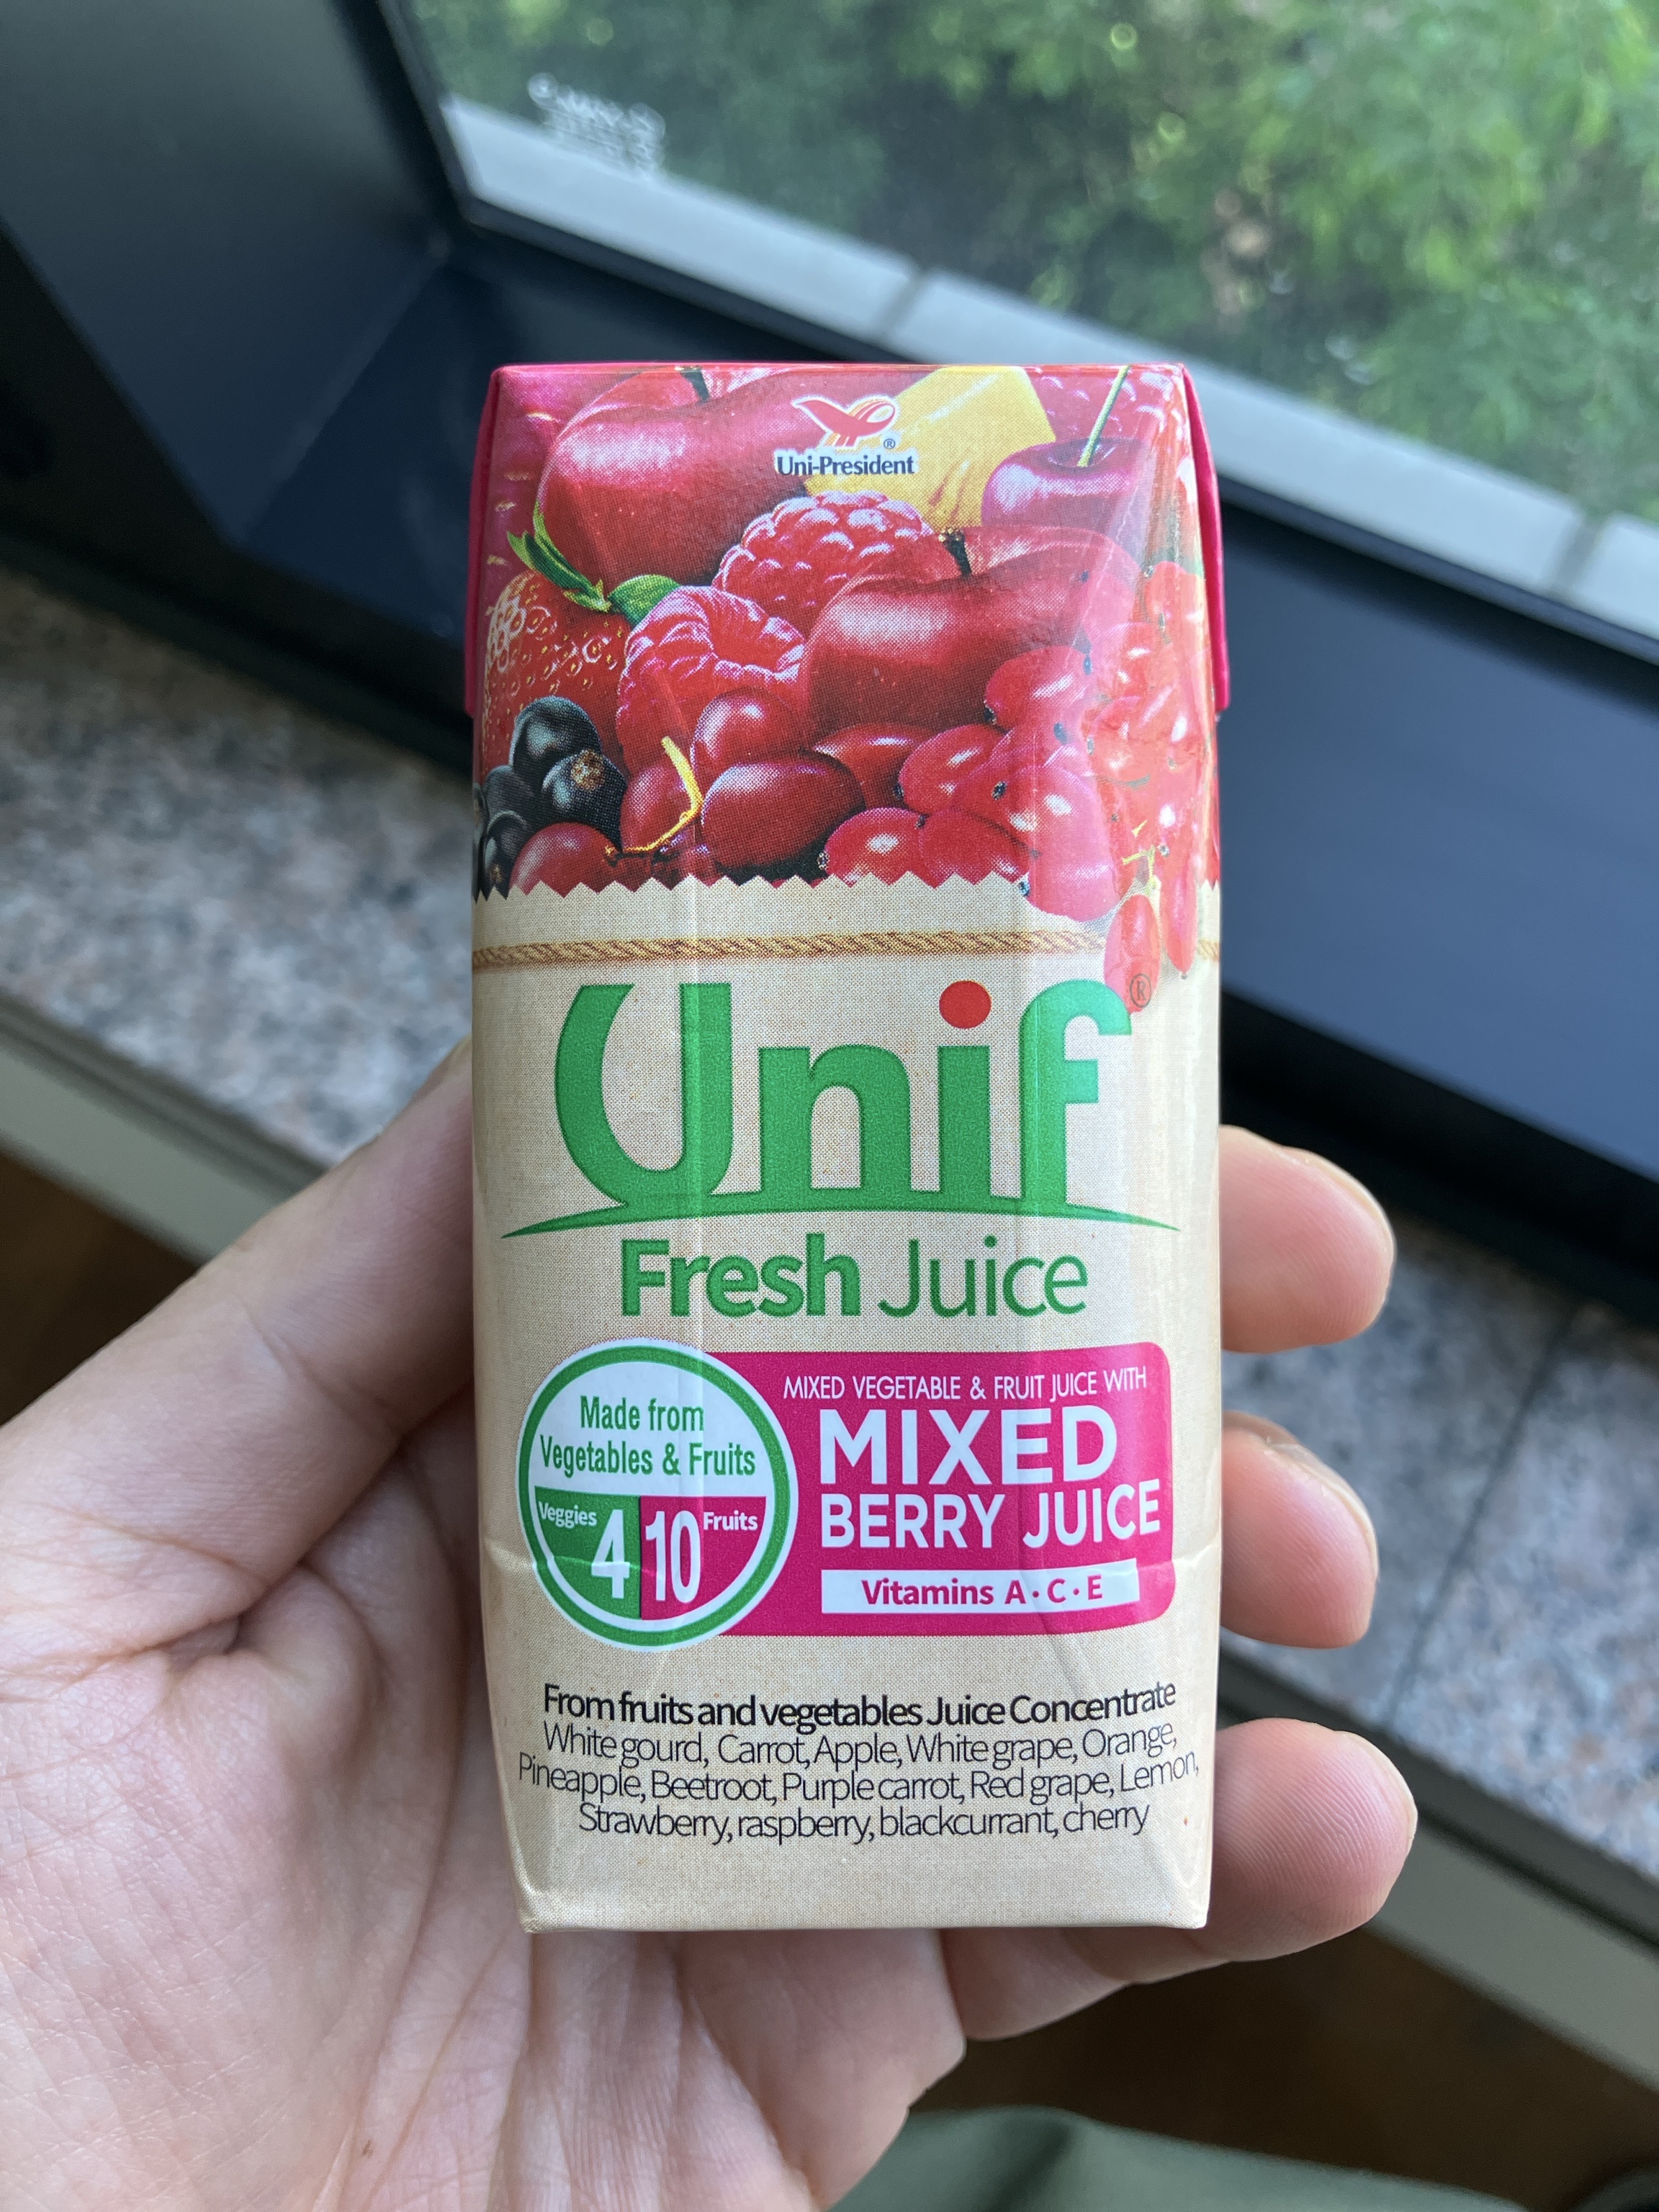 Uni-President
®
Unif®
Fresh Juice
Made from
Vegetables & Fruits
Veggies 4 10 Fruits
MIXED VEGETABLE & FRUIT JUICE WITH
MIXED
BERRY JUICE
Vitamins A·C·E
From fruits and vegetables Juice Concentrate
White gourd, Carrot, Apple, White grape, Orange,
Pineapple, Beetroot, Purple carrot, Red grape, Lemon,
Strawberry, raspberry, blackcurrant, cherry